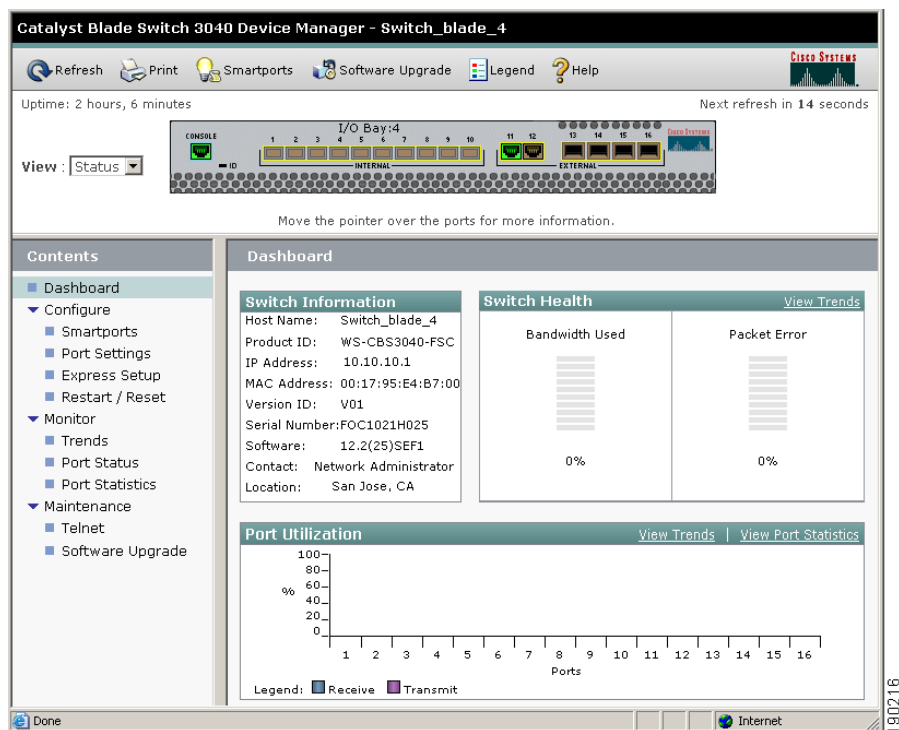 Catalyst Blade Switch 3040 Device Manager - Switch_blade_4
Refresh Print Smartports Software Upgrade Legend Help
CISCO SYSTEMS
Uptime: 2 hours, 6 minutes
Next refresh in 14 seconds
View : Status
I/O Bay:4
CONSOLE
1 2 3 4 5 6 7 8 9 10 11 12 13 14 15 16
Cisco Systems
ID
INTERNAL
EXTERNAL
Move the pointer over the ports for more information.
Contents
Dashboard
Configure
Smartports
Port Settings
Express Setup
Restart / Reset
Monitor
Trends
Port Status
Port Statistics
Maintenance
Telnet
Software Upgrade
Dashboard
Switch Information
Host Name: Switch_blade_4
Product ID: WS-CBS3040-FSC
IP Address: 10.10.10.1
MAC Address: 00:17:95:E4:B7:00
Version ID: V01
Serial Number:FOC1021H025
Software: 12.2(25)SEF1
Contact: Network Administrator
Location: San Jose, CA
Switch Health
View Trends
Bandwidth Used
Packet Error
0%
0%
Port Utilization
View Trends | View Port Statistics
100
80
60
40
20
0
%
1 2 3 4 5 6 7 8 9 10 11 12 13 14 15 16
Ports
Legend: Receive Transmit
Done
Internet
190216